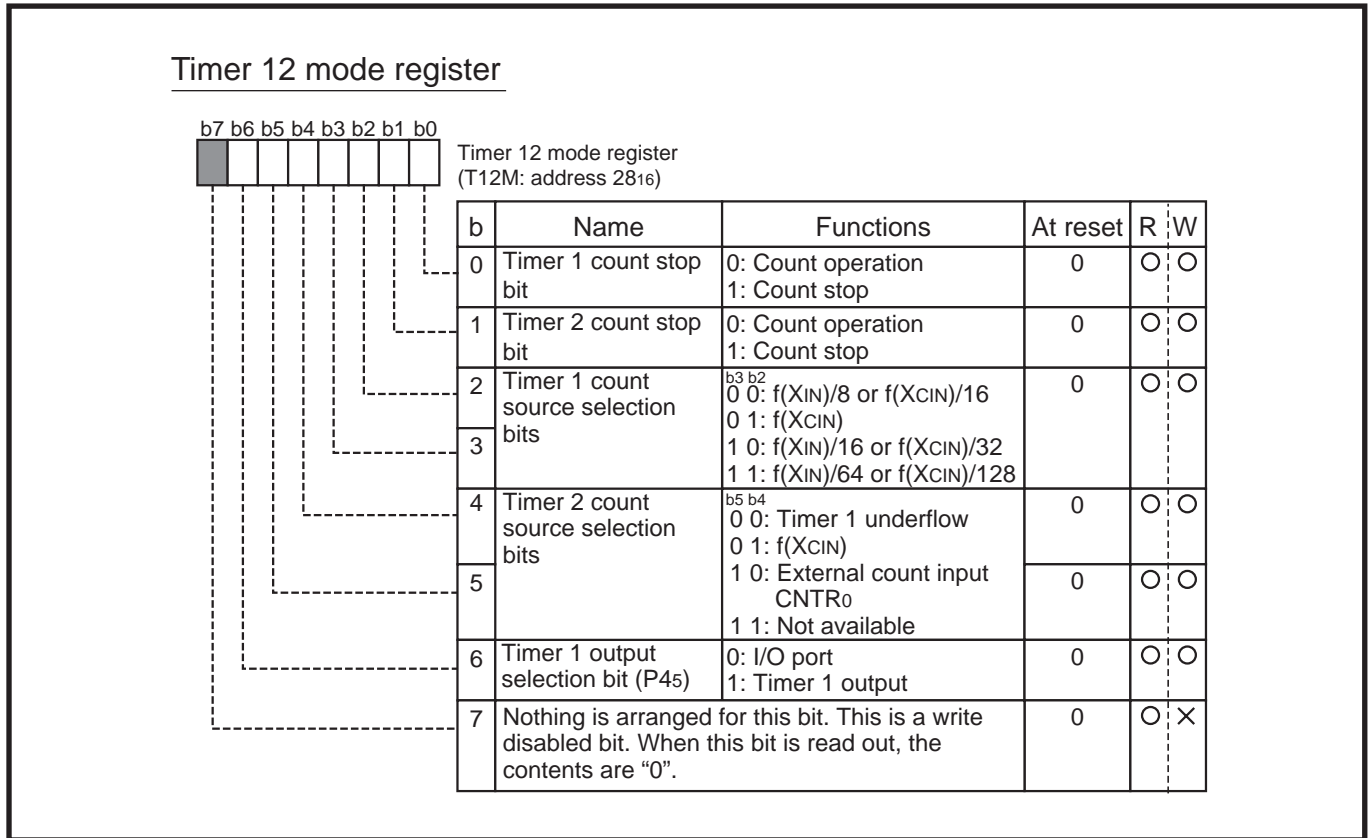 Timer 12 mode register
b7 b6 b5 b4 b3 b2 b1 b0
Timer 12 mode register
(T12M: address 2816)
b Name Functions At reset R W
0 Timer 1 count stop bit 0: Count operation 0 O O
1: Count stop
1 Timer 2 count stop bit 0: Count operation 0 O O
1: Count stop
2 Timer 1 count source selection bits b3 b2 0 O O
0 0: f(XIN)/8 or f(XCIN)/16
0 1: f(XCIN)
3 1 0: f(XIN)/16 or f(XCIN)/32
1 1: f(XIN)/64 or f(XCIN)/128
4 Timer 2 count source selection bits b5 b4 0 O O
0 0: Timer 1 underflow
0 1: f(XCIN)
5 1 0: External count input 0 O O
CNTR0
1 1: Not available
6 Timer 1 output selection bit (P45) 0: I/O port 0 O O
1: Timer 1 output
7 Nothing is arranged for this bit. This is a write 0 O ×
disabled bit. When this bit is read out, the
contents are “0”.